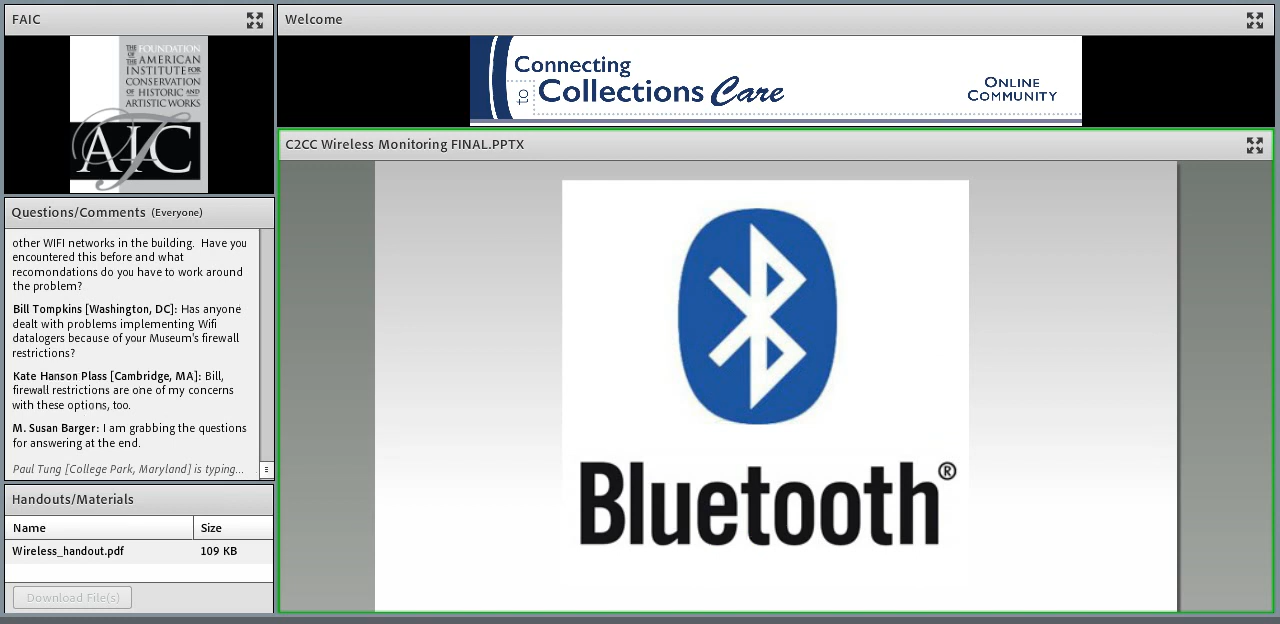 FAIC
THE FOUNDATION
OF THE AMERICAN
INSTITUTE FOR
CONSERVATION
OF HISTORIC AND
ARTISTIC WORKS
FAIC
Welcome
Connecting
to Collections Care
ONLINE
COMMUNITY
Questions/Comments (Everyone)
other WIFI networks in the building. Have you
encountered this before and what
recomondations do you have to work around
the problem?
Bill Tompkins [Washington, DC]: Has anyone
dealt with problems implementing Wifi
datalogers because of your Museum's firewall
restrictions?
Kate Hanson Plass [Cambridge, MA]: Bill,
firewall restrictions are one of my concerns
with these options, too.
M. Susan Barger: I am grabbing the questions
for answering at the end.
Paul Tung [College Park, Maryland] is typing...
Handouts/Materials
Name Size
Wireless_handout.pdf 109 KB
Download File(s)
C2CC Wireless Monitoring FINAL.PPTX
Bluetooth®